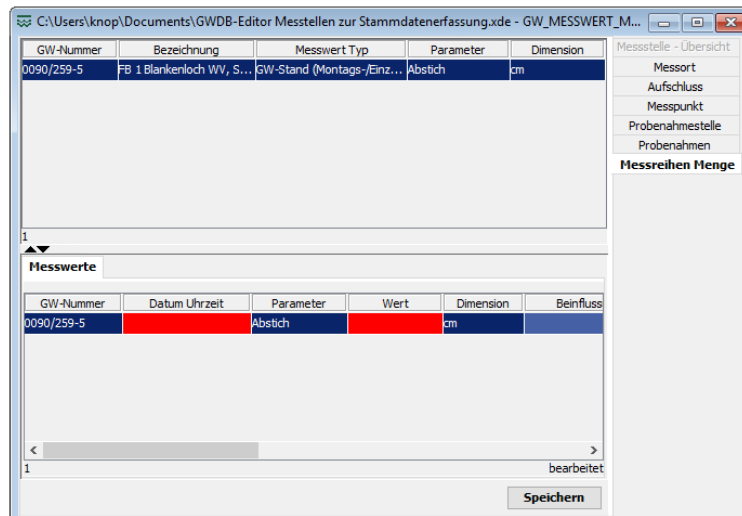 C:\Users\knop\Documents\GWDB-Editor Messtellen zur Stammdatenerfassung.xde - GW_MESSWERT_M...
GW-Nummer Bezeichnung Messwert Typ Parameter Dimension
0090/259-5 FB 1 Blankenloch WV, S... GW-Stand (Montags-/Einz... Abstich cm
1
Messstelle - Übersicht
Messort
Aufschluss
Messpunkt
Probenahmestelle
Probenahmen
Messreihen Menge
Messwerte
GW-Nummer Datum Uhrzeit Parameter Wert Dimension Beinfluss
0090/259-5 Abstich cm
1 bearbeitet
Speichern